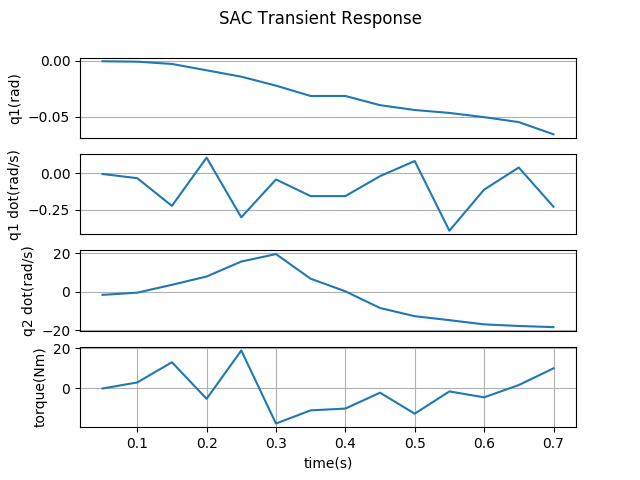 SAC Transient Response
q1(rad)
0.00
−0.05
q1 dot(rad/s)
0.00
−0.25
q2 dot(rad/s)
20
0
−20
torque(Nm)
20
0
0.1 0.2 0.3 0.4 0.5 0.6 0.7
time(s)